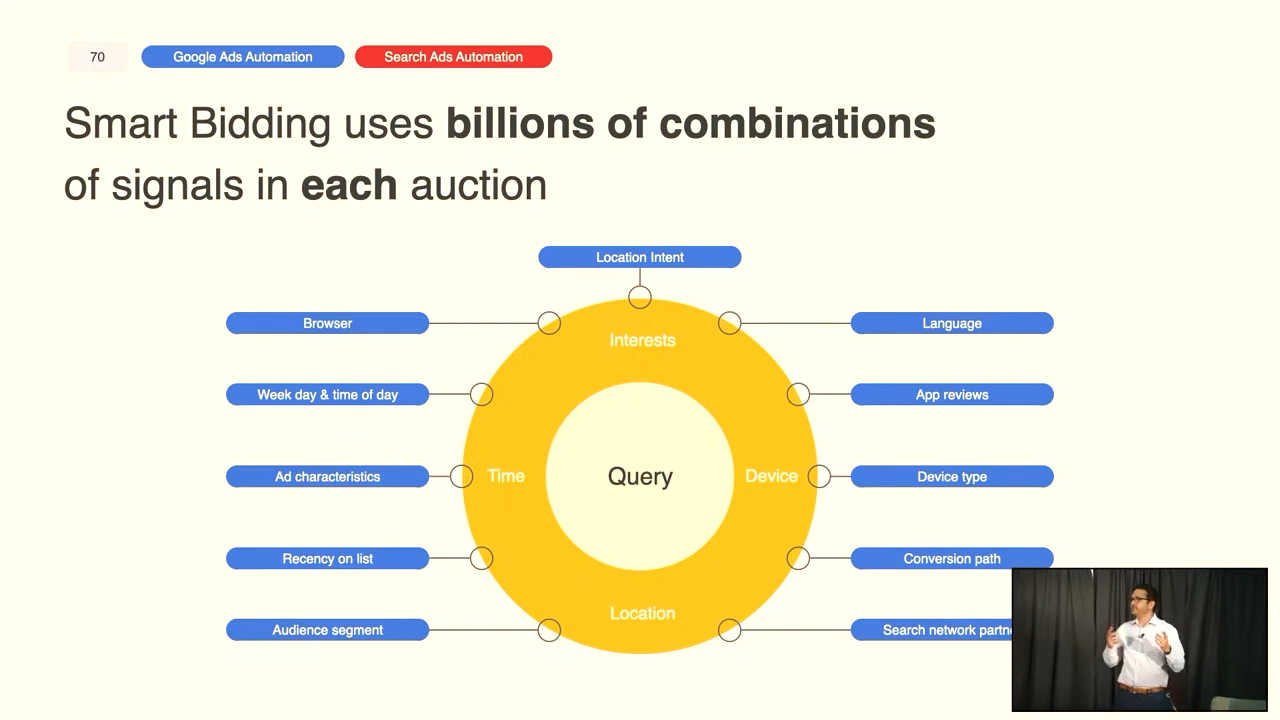 70
Google Ads Automation
Search Ads Automation
Smart Bidding uses billions of combinations
of signals in each auction
Location Intent
Browser
Language
Interests
Week day & time of day
App reviews
Ad characteristics
Time
Query
Device
Device type
Recency on list
Conversion path
Location
Audience segment
Search network